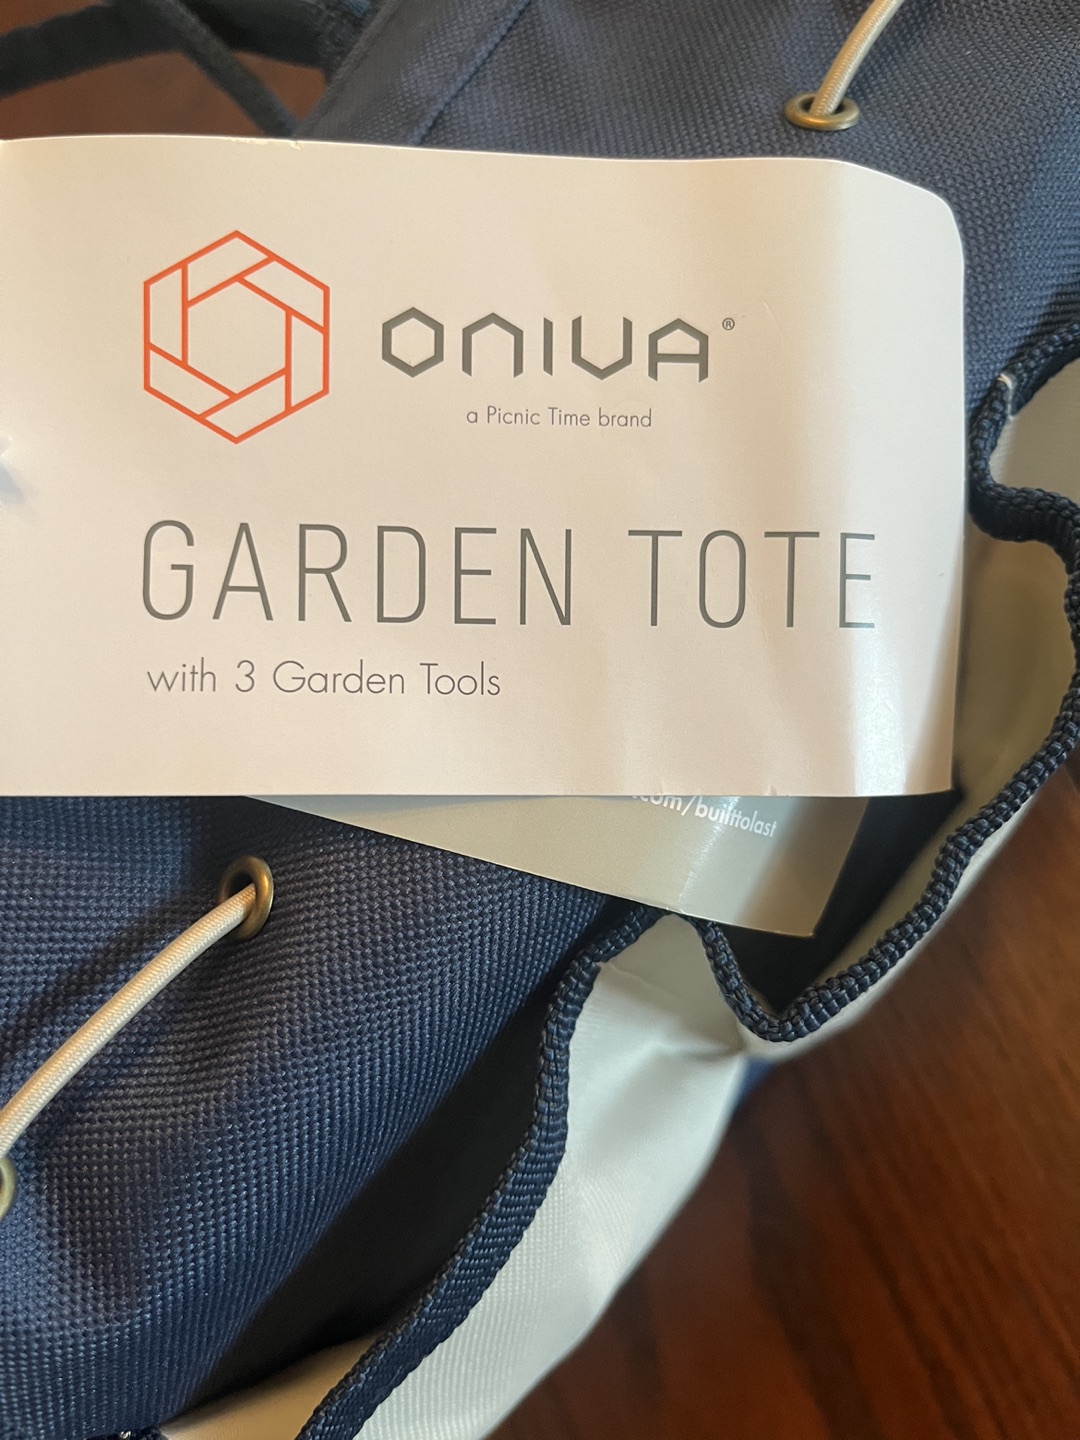 ONIVA®
a Picnic Time brand
GARDEN TOTE
with 3 Garden Tools
.com/builttolast